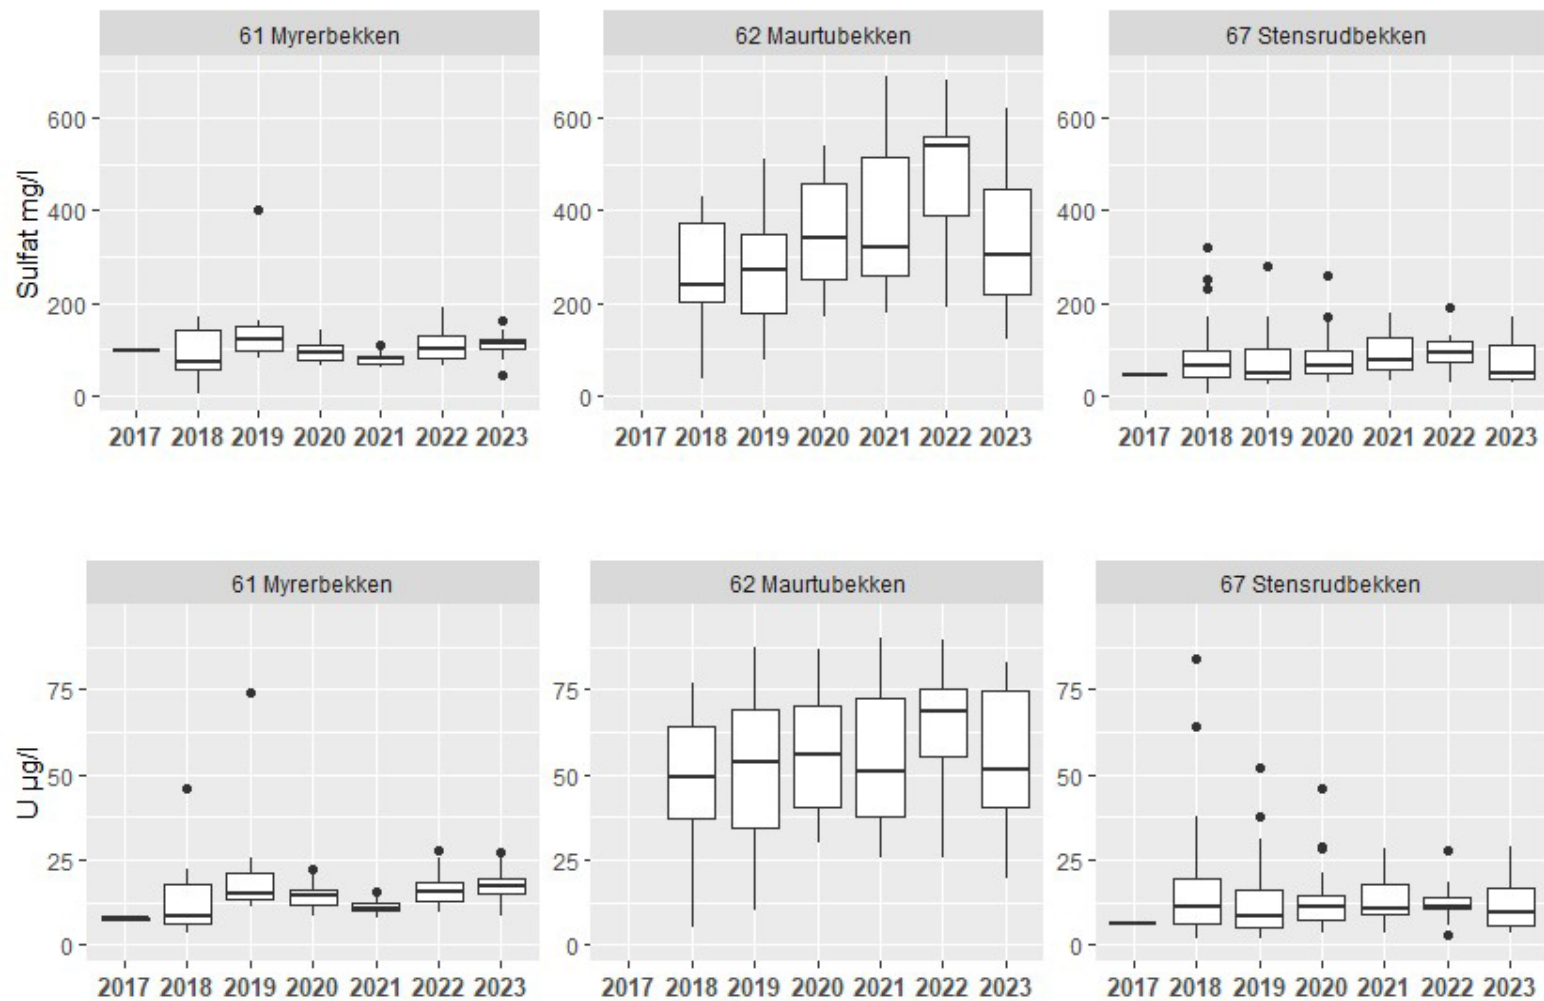 61 Myrerbekken 62 Maurtubekken 67 Stensrudbekken
Sulfat mg/l
600 600 600
400 400 400
200 200 200
0 0 0
2017 2018 2019 2020 2021 2022 2023 2017 2018 2019 2020 2021 2022 2023 2017 2018 2019 2020 2021 2022 2023
61 Myrerbekken 62 Maurtubekken 67 Stensrudbekken
U µg/l
75 75 75
50 50 50
25 25 25
0 0 0
2017 2018 2019 2020 2021 2022 2023 2017 2018 2019 2020 2021 2022 2023 2017 2018 2019 2020 2021 2022 2023